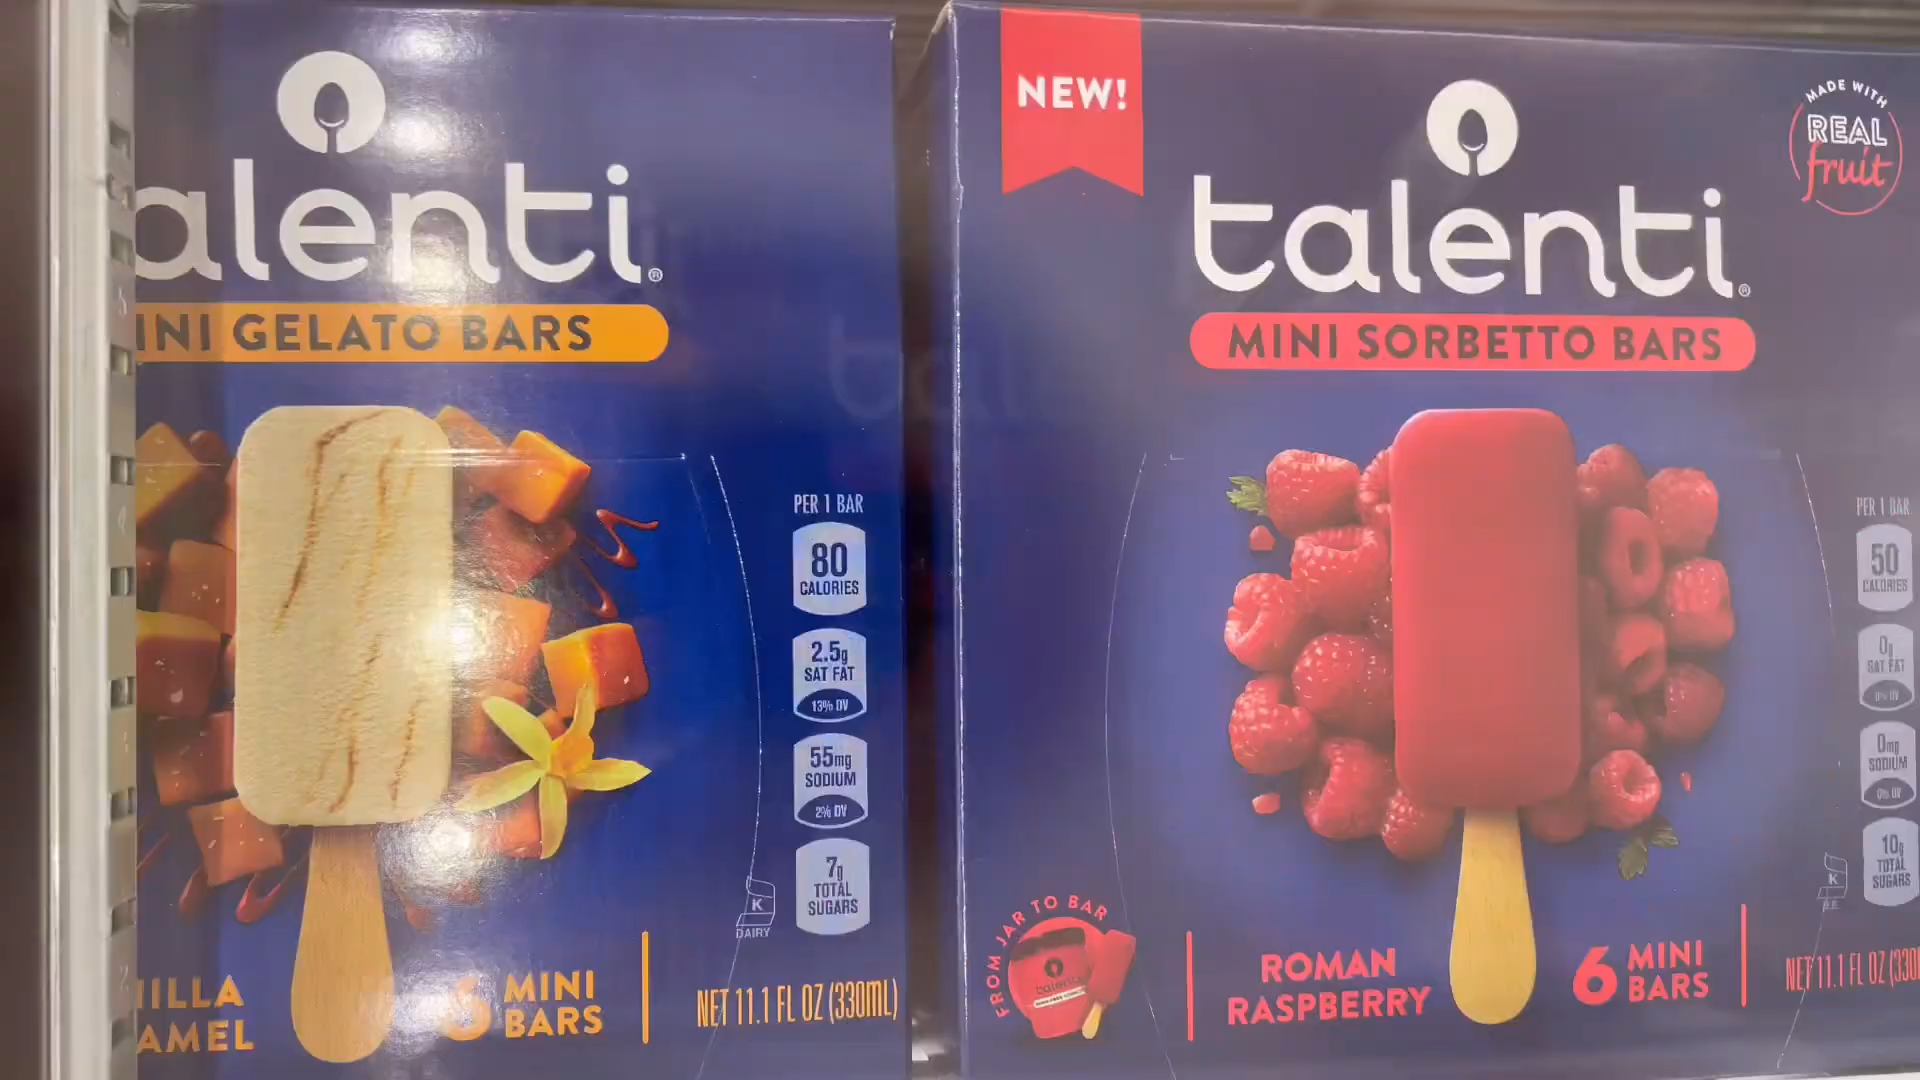 alenti®
INI GELATO BARS
PER 1 BAR
80
CALORIES
2.5g
SAT FAT
13% DV
55mg
SODIUM
2% DV
7g
TOTAL
SUGARS
K
DAIRY
ILLA
AMEL
6 MINI
BARS
NET 11.1 FL OZ (330mL)
NEW!
talenti®
MINI SORBETTO BARS
MADE WITH
REAL
fruit
PER 1 BAR
50
CALORIES
0g
SAT FAT
0% DV
0mg
SODIUM
0% DV
10g
TOTAL
SUGARS
K
FROM JAR TO BAR
talenti
ROMAN
RASPBERRY
6 MINI
BARS
NET 11.1 FL OZ (330